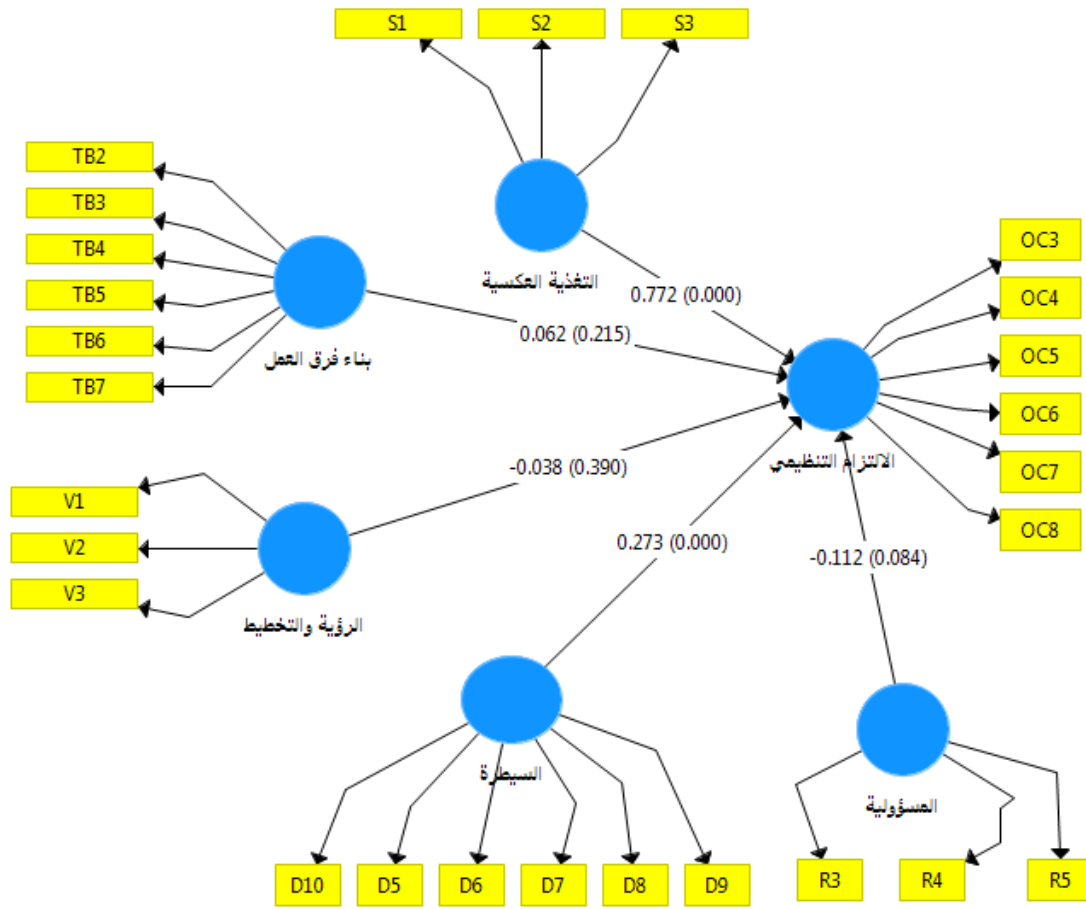 S1
S2
S3
TB2
TB3
TB4
TB5
TB6
TB7
بناء فرق العمل
التغذية العكسية
0.772 (0.000)
0.062 (0.215)
OC3
OC4
OC5
OC6
OC7
OC8
الالتزام التنظيمي
V1
V2
V3
الرؤية والتخطيط
-0.038 (0.390)
0.273 (0.000)
-0.112 (0.084)
السيطرة
D10
D5
D6
D7
D8
D9
المسؤولية
R3
R4
R5